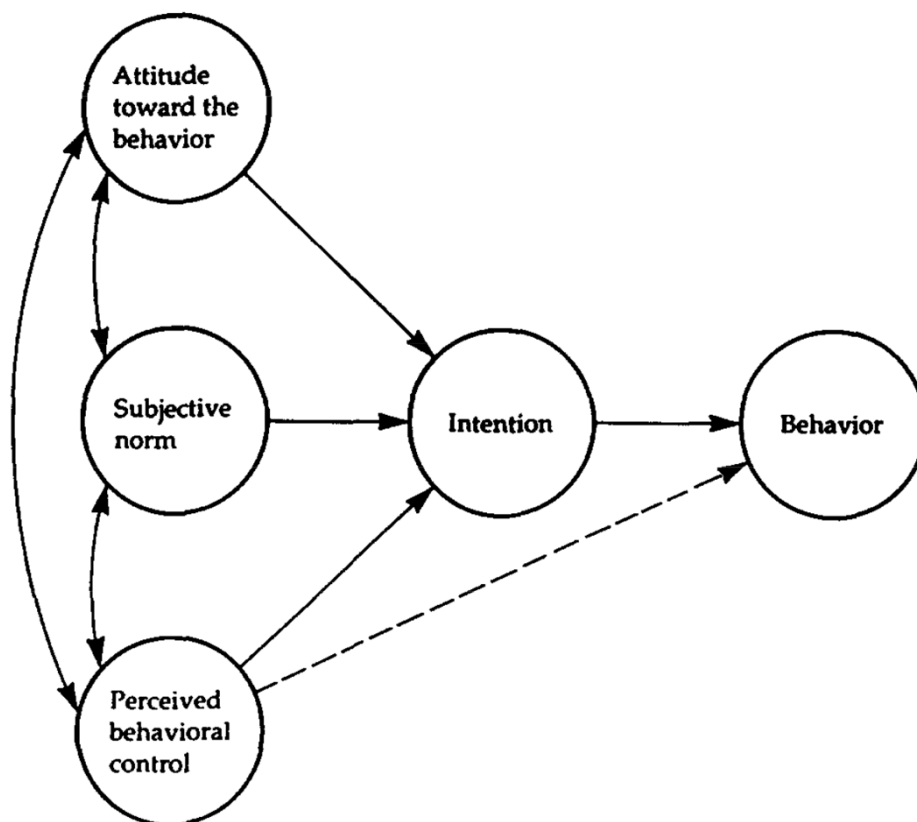 Attitude
toward the
behavior
Subjective
norm
Intention
Behavior
Perceived
behavioral
control